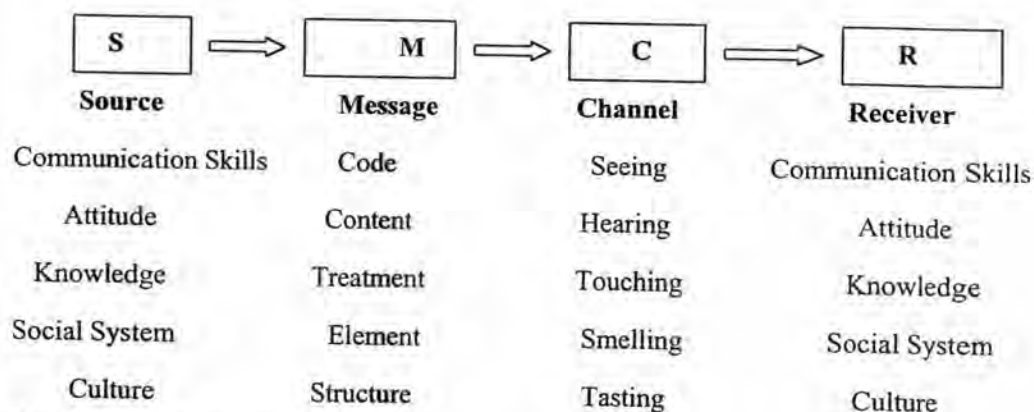 S M C R
Source Message Channel Receiver
Communication Skills Code Seeing Communication Skills
Attitude Content Hearing Attitude
Knowledge Treatment Touching Knowledge
Social System Element Smelling Social System
Culture Structure Tasting Culture